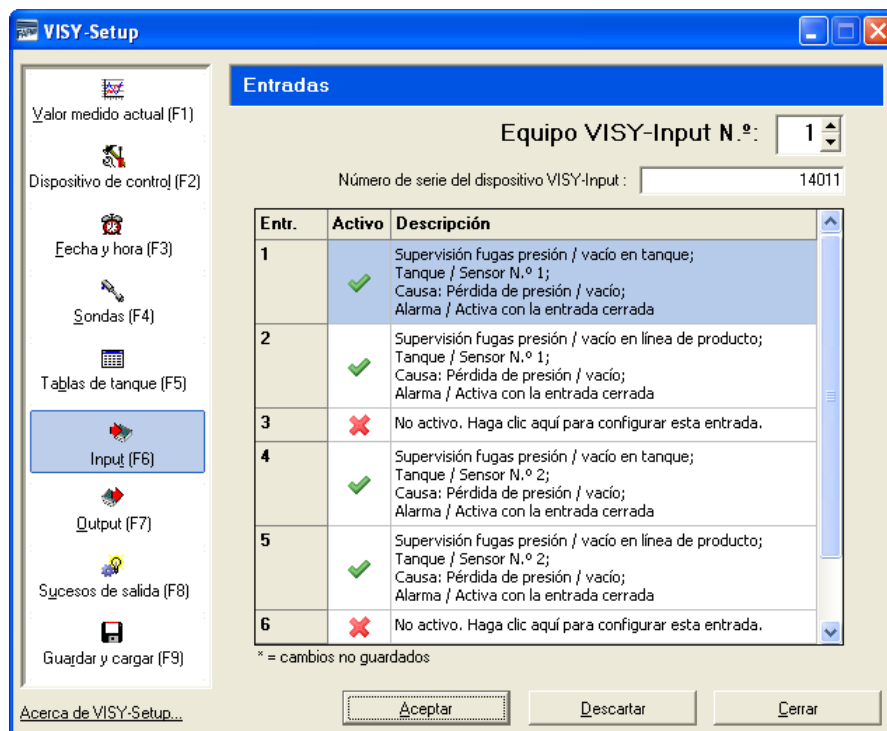 VISY-Setup
Valor medido actual (F1)
Dispositivo de control (F2)
Fecha y hora (F3)
Sondas (F4)
Tablas de tanque (F5)
Input (F6)
Output (F7)
Sucesos de salida (F8)
Guardar y cargar (F9)
Acerca de VISY-Setup...
Entradas
Equipo VISY-Input N.º: 1
Número de serie del dispositivo VISY-Input : 14011
Entr. Activo Descripción
1 Supervisión fugas presión / vacío en tanque;
Tanque / Sensor N.º 1;
Causa: Pérdida de presión / vacío;
Alarma / Activa con la entrada cerrada
2 Supervisión fugas presión / vacío en línea de producto;
Tanque / Sensor N.º 1;
Causa: Pérdida de presión / vacío;
Alarma / Activa con la entrada cerrada
3 No activo. Haga clic aquí para configurar esta entrada.
4 Supervisión fugas presión / vacío en tanque;
Tanque / Sensor N.º 2;
Causa: Pérdida de presión / vacío;
Alarma / Activa con la entrada cerrada
5 Supervisión fugas presión / vacío en línea de producto;
Tanque / Sensor N.º 2;
Causa: Pérdida de presión / vacío;
Alarma / Activa con la entrada cerrada
6 No activo. Haga clic aquí para configurar esta entrada.
* = cambios no guardados
Aceptar Descartar Cerrar